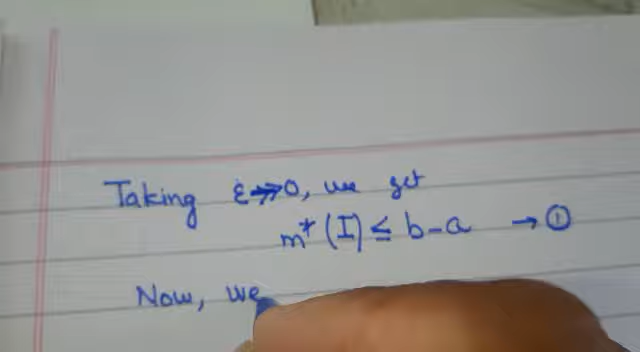 Taking ε→0, we get
m*(I) ≤ b-a → ①
Now, we